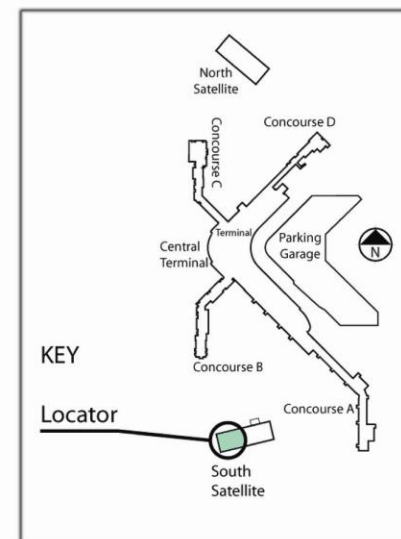 North
Satellite
Concourse D
Concourse C
Terminal
Central
Terminal
Parking
Garage
N
KEY
Concourse B
Locator
Concourse A
South
Satellite